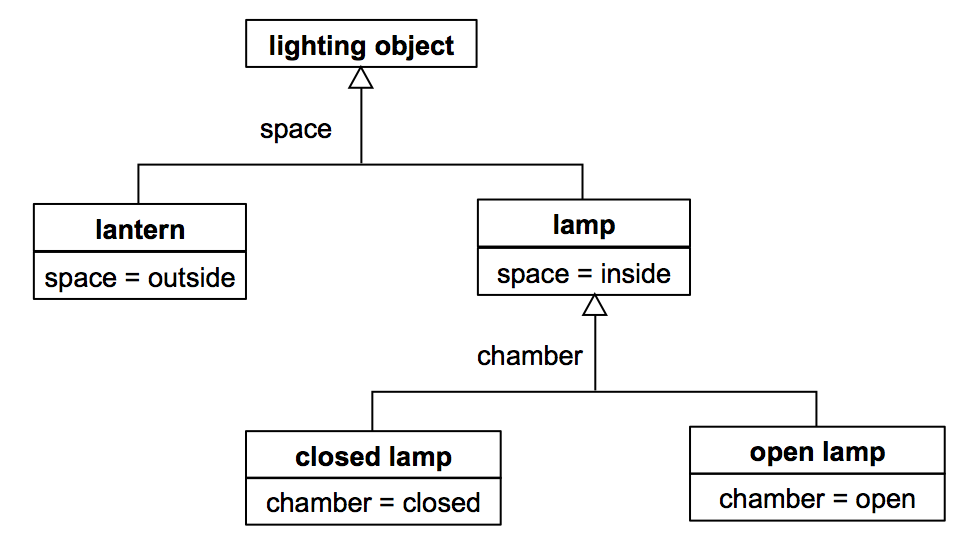 lighting object
space
lantern
space = outside
lamp
space = inside
chamber
closed lamp
chamber = closed
open lamp
chamber = open